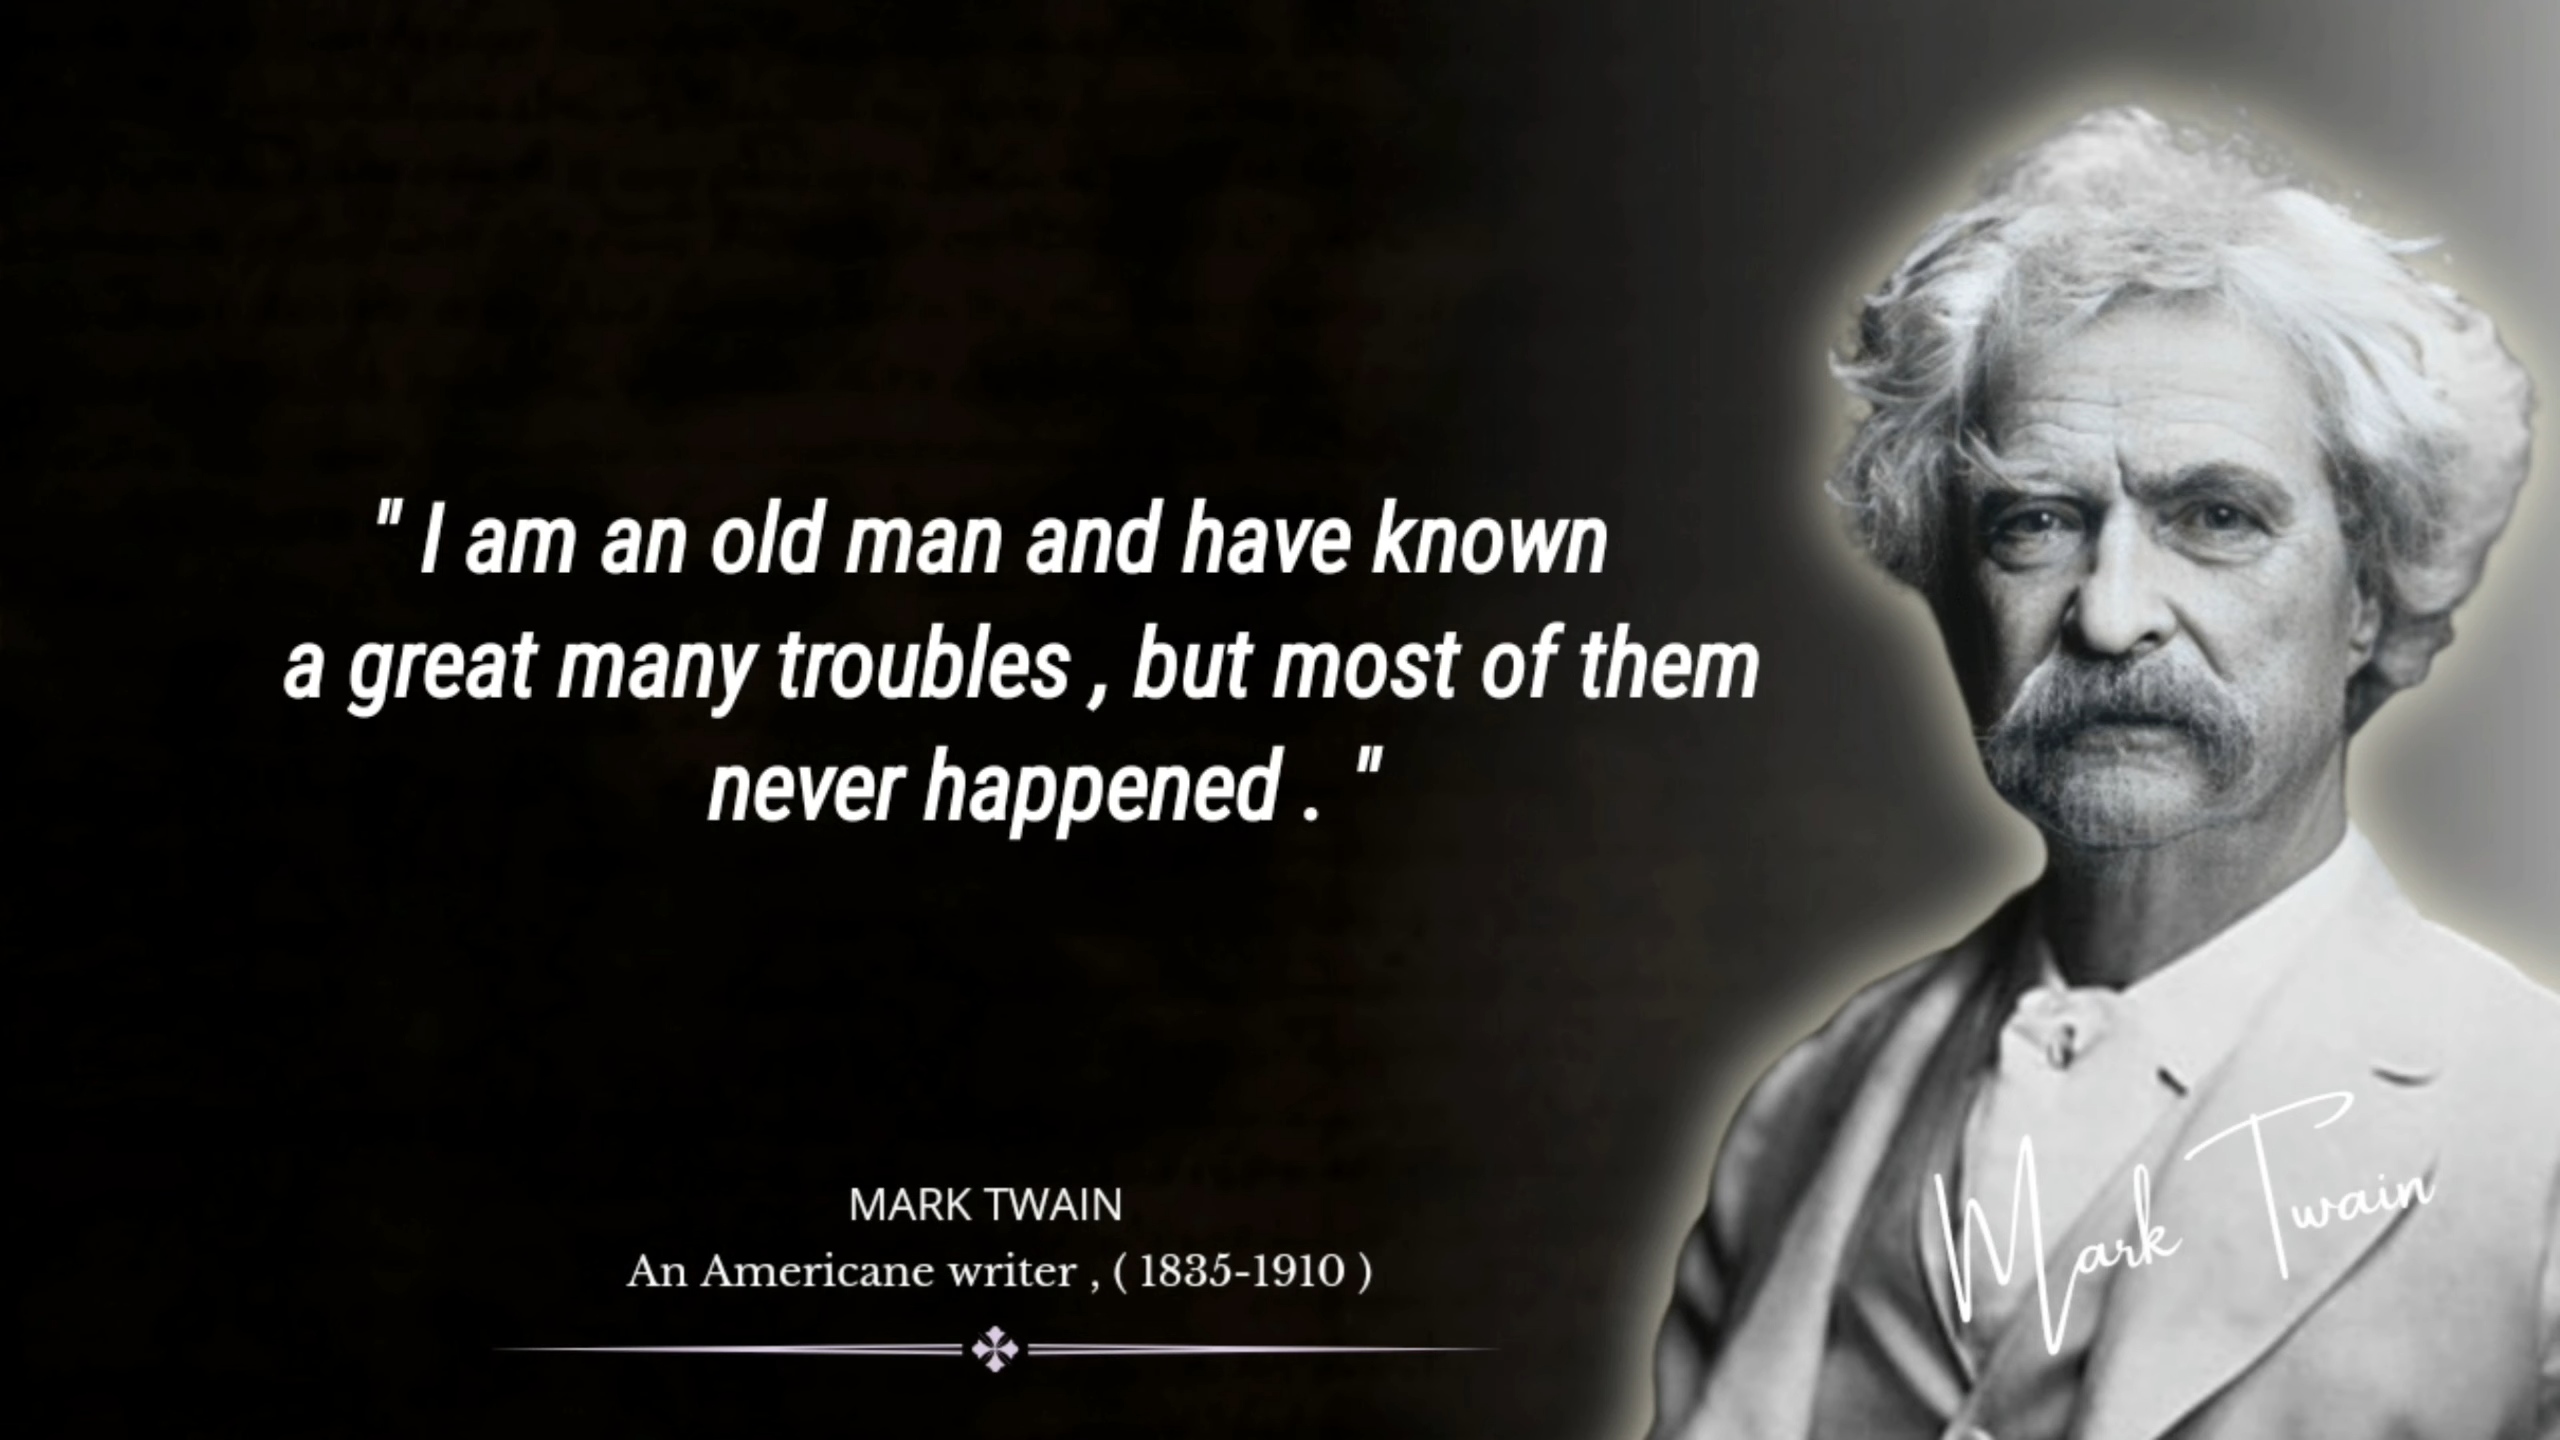 " I am an old man and have known
a great many troubles , but most of them
never happened . "
MARK TWAIN
An Americane writer , ( 1835-1910 )
Mark Twain